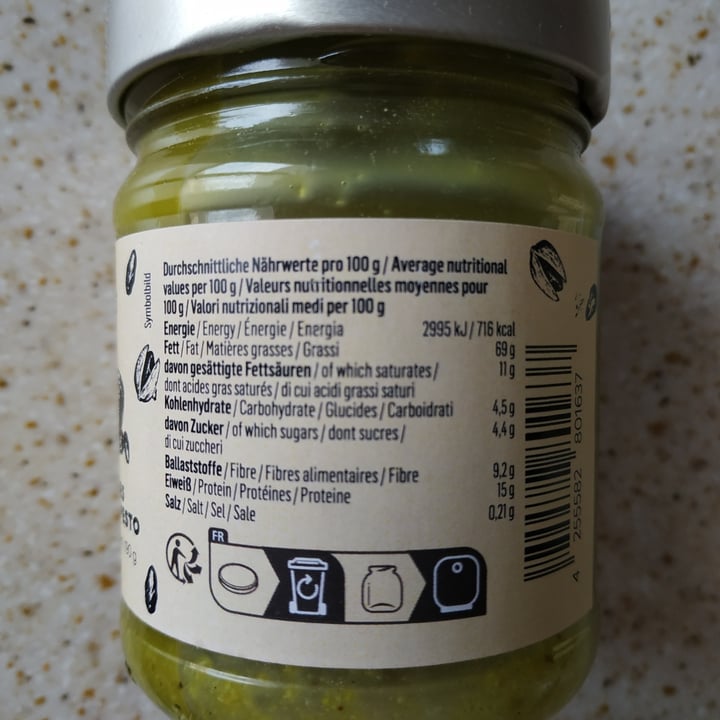 Durchschnittliche Nährwerte pro 100 g / Average nutritional
values per 100 g / Valeurs nutritionnelles moyennes pour
100 g / Valori nutrizionali medi per 100 g
Energie / Energy / Énergie / Energia 2995 kJ / 716 kcal
Fett / Fat / Matières grasses / Grassi 69 g
davon gesättigte Fettsäuren / of which saturates / 11 g
dont acides gras saturés / di cui acidi grassi saturi
Kohlenhydrate / Carbohydrate / Glucides / Carboidrati 4,5 g
davon Zucker / of which sugars / dont sucres / 4,4 g
di cui zuccheri
Ballaststoffe / Fibre / Fibres alimentaires / Fibre 9,2 g
Eiweiß / Protein / Protéines / Proteine 15 g
Salz / Salt / Sel / Sale 0,21 g
FR
Symbolbild
4 255582 801637